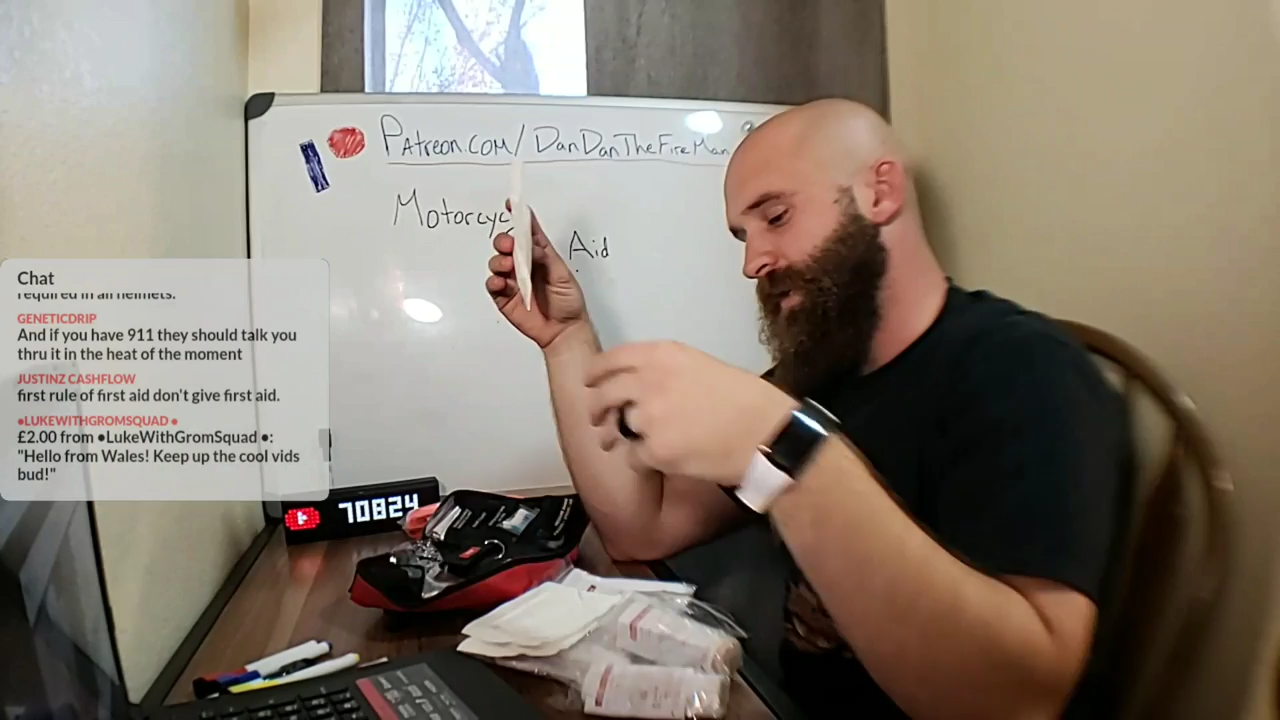 Patreon.com/DanDanTheFireMan
Motorcyc
Aid
Chat
required in all helmets.
GENETICDRIP
And if you have 911 they should talk you
thru it in the heat of the moment
JUSTINZ CASHFLOW
first rule of first aid don't give first aid.
•LUKEWITHGROMSQUAD •
£2.00 from •LukeWithGromSquad •:
"Hello from Wales! Keep up the cool vids
bud!"
70824